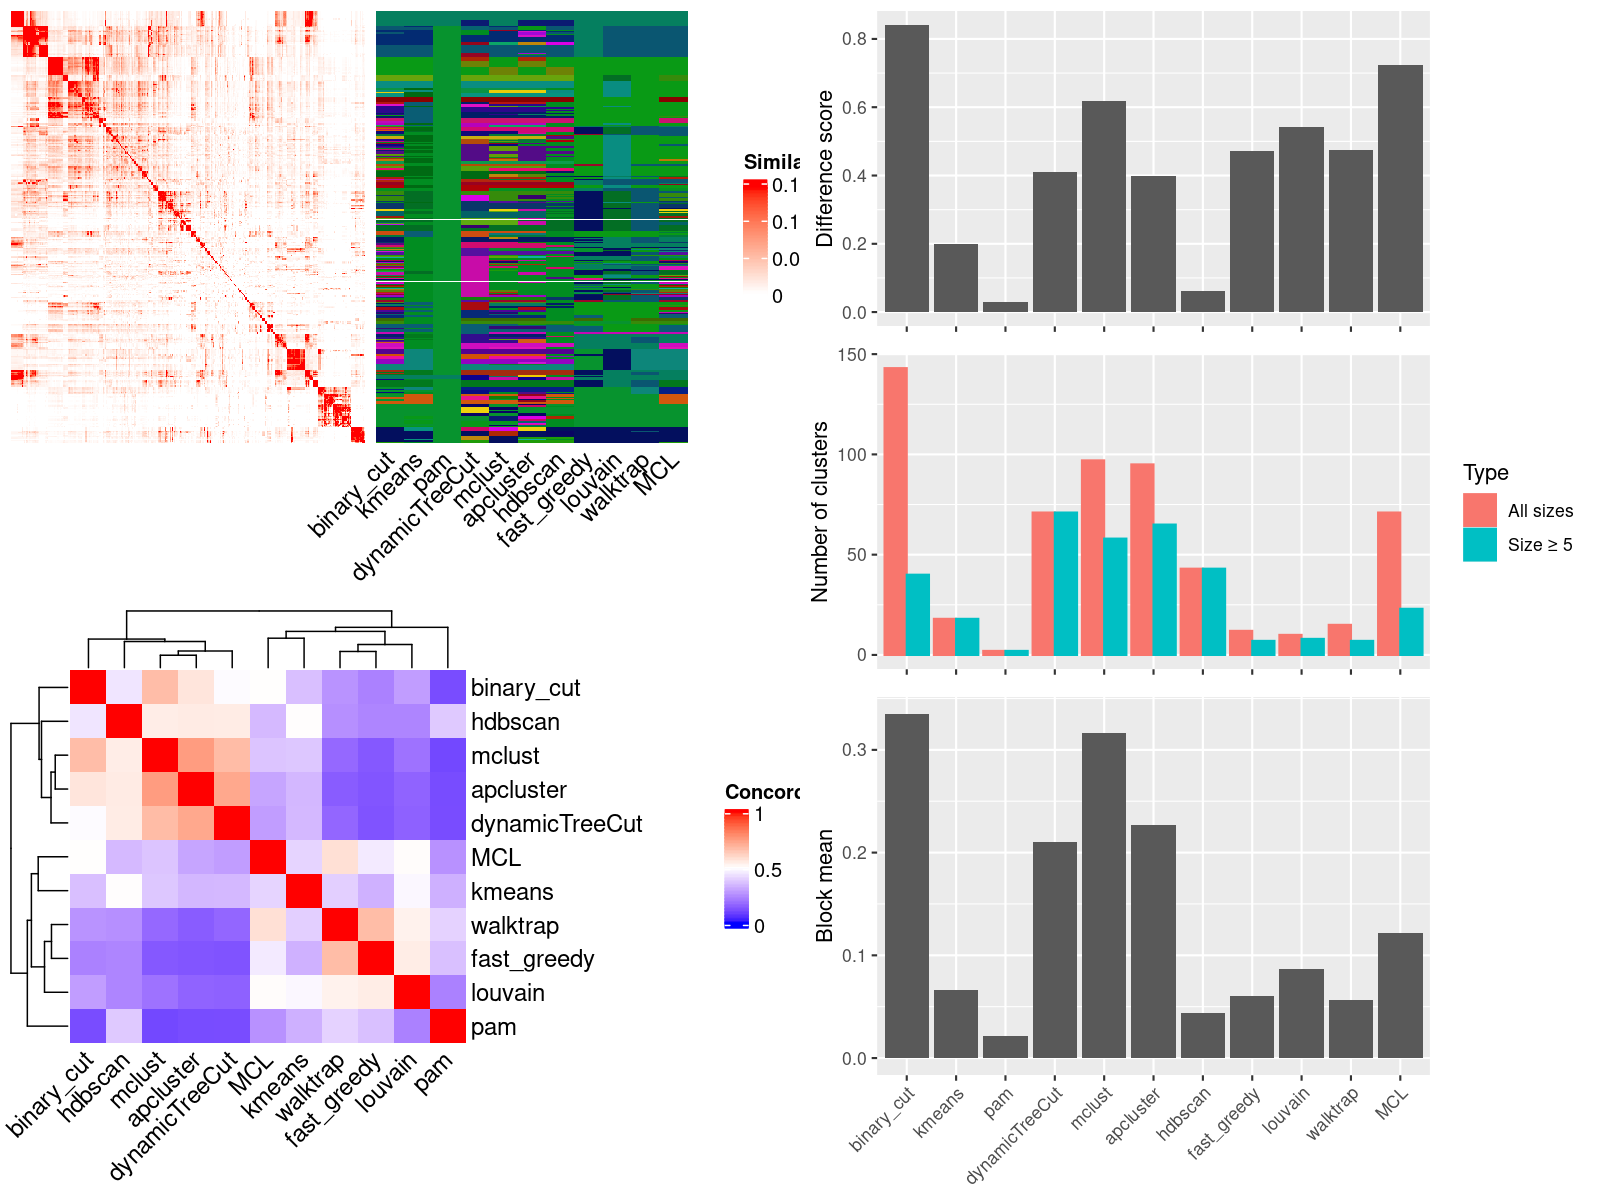 Simila
0.1
0.1
0.0
0
binary_cut
kmeans
pam
dynamicTreeCut
mclust
apcluster
hdbscan
fast_greedy
louvain
walktrap
MCL
Difference score
0.8
0.6
0.4
0.2
0.0
Number of clusters
150
100
50
0
Type
All sizes
Size ≥ 5
Block mean
0.3
0.2
0.1
0.0
binary_cut
kmeans
pam
dynamicTreeCut
mclust
apcluster
hdbscan
fast_greedy
louvain
walktrap
MCL
binary_cut
hdbscan
mclust
apcluster
dynamicTreeCut
MCL
kmeans
walktrap
fast_greedy
louvain
pam
binary_cut
hdbscan
mclust
apcluster
dynamicTreeCut
MCL
kmeans
walktrap
fast_greedy
louvain
pam
Concord
1
0.5
0